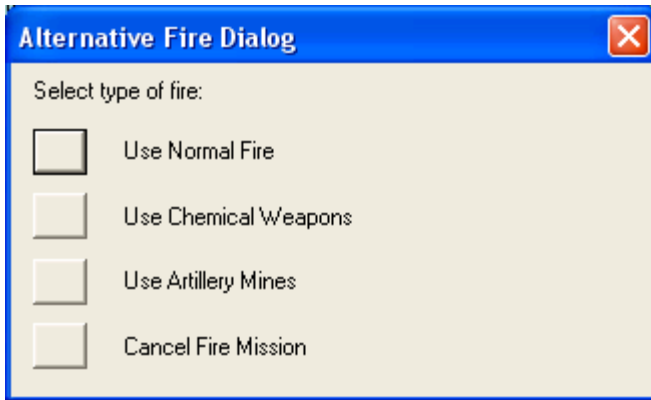 Alternative Fire Dialog
Select type of fire:
Use Normal Fire
Use Chemical Weapons
Use Artillery Mines
Cancel Fire Mission